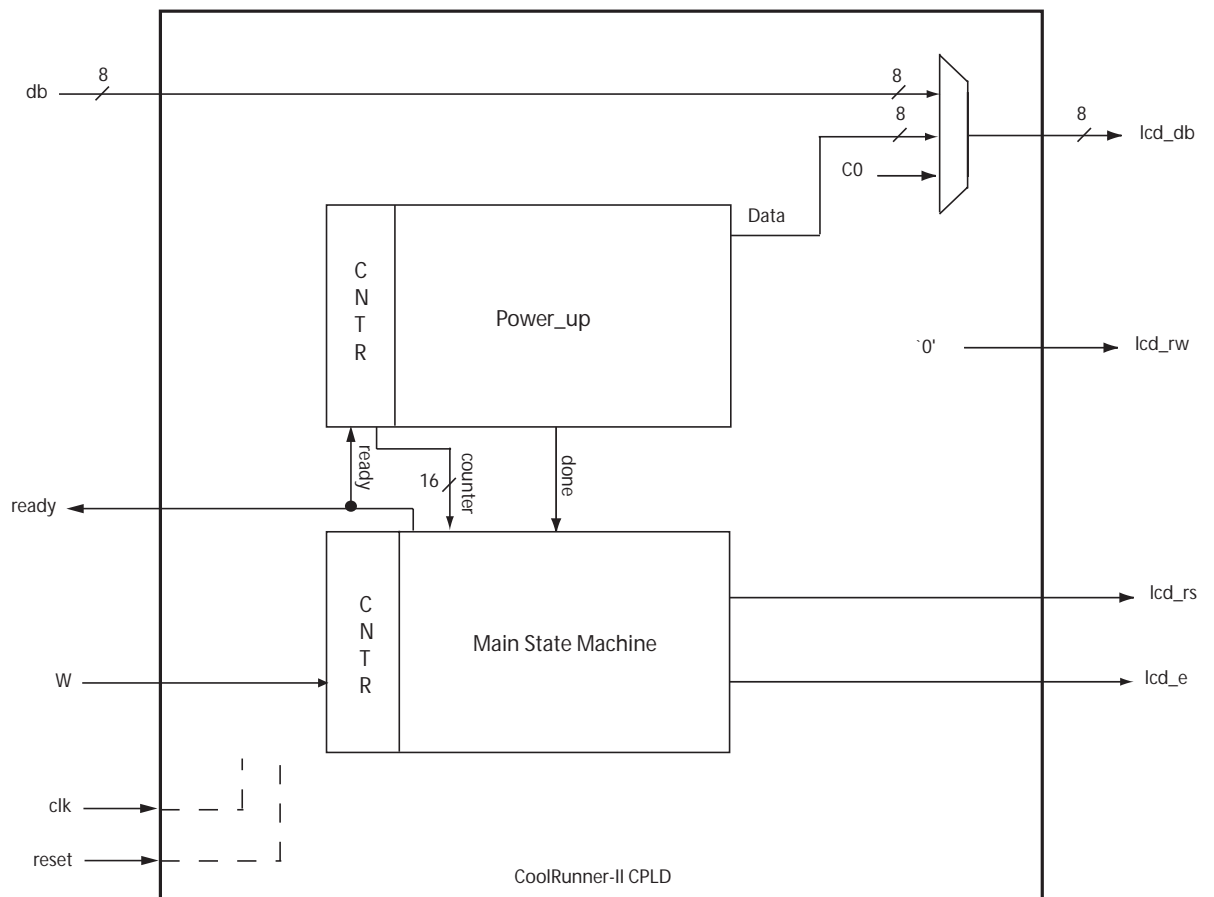 8
db
8
8
8
lcd_db
C0
Data
C
N
T
R
Power_up
`0'
lcd_rw
ready
16
counter
done
ready
C
N
T
R
Main State Machine
lcd_rs
W
lcd_e
clk
reset
CoolRunner-II CPLD